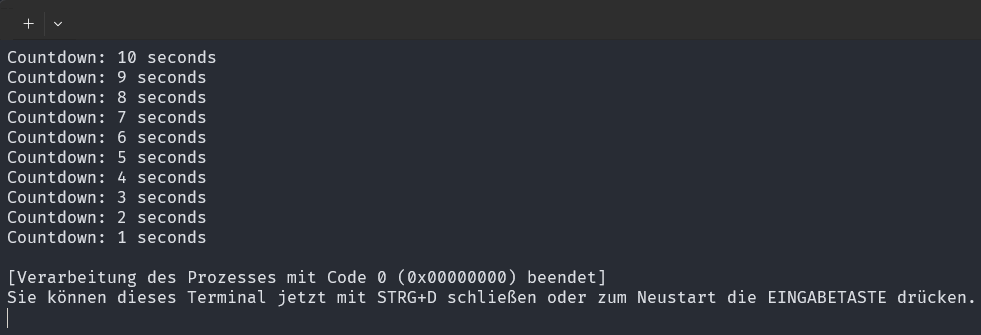 Countdown: 10 seconds
Countdown: 9 seconds
Countdown: 8 seconds
Countdown: 7 seconds
Countdown: 6 seconds
Countdown: 5 seconds
Countdown: 4 seconds
Countdown: 3 seconds
Countdown: 2 seconds
Countdown: 1 seconds
[Verarbeitung des Prozesses mit Code 0 (0x00000000) beendet]
Sie können dieses Terminal jetzt mit STRG+D schließen oder zum Neustart die EINGABETASTE drücken.